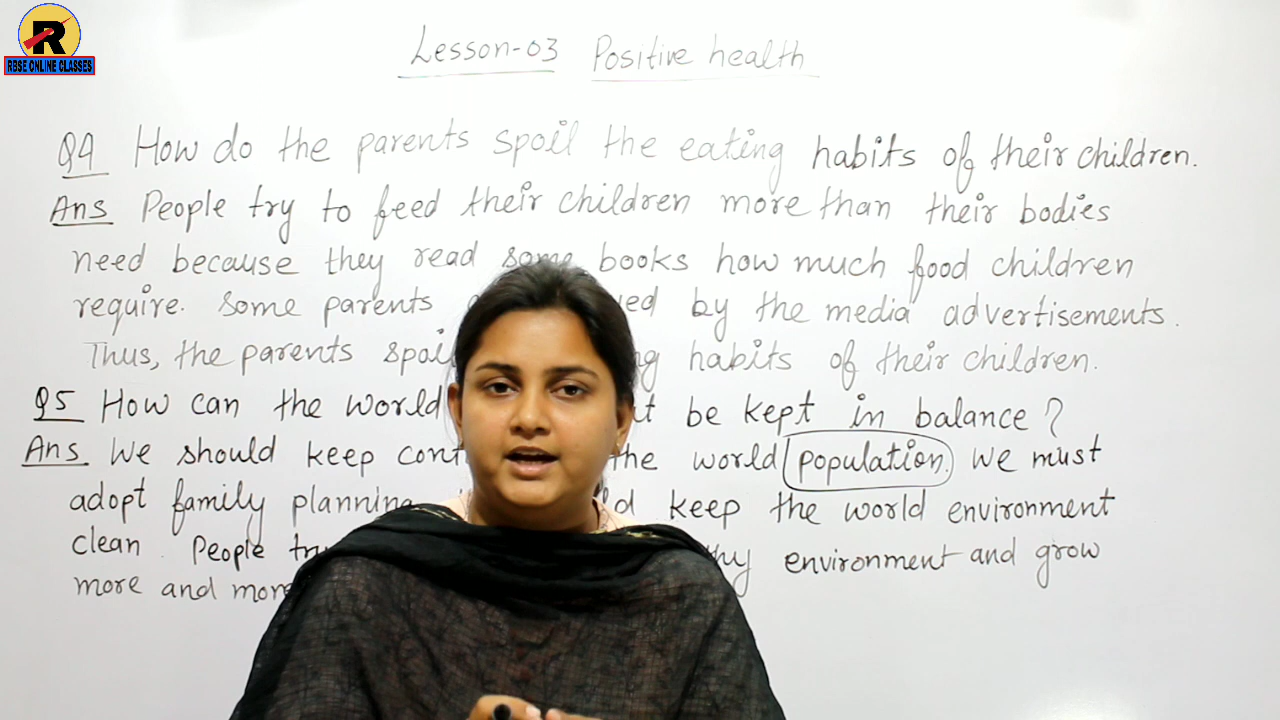 R
RBSE ONLINE CLASSES
Lesson-03 Positive health
Q4 How do the parents spoil the eating habits of their children.
Ans People try to feed their children more than their bodies
need because they read some books how much food children
require. Some parents by the media advertisements.
Thus, the parents habits of their children.
Q5 How can the world be kept in balance?
Ans We should keep the world population. We must
adopt family planning keep the world environment
clean. People environment and grow
more and